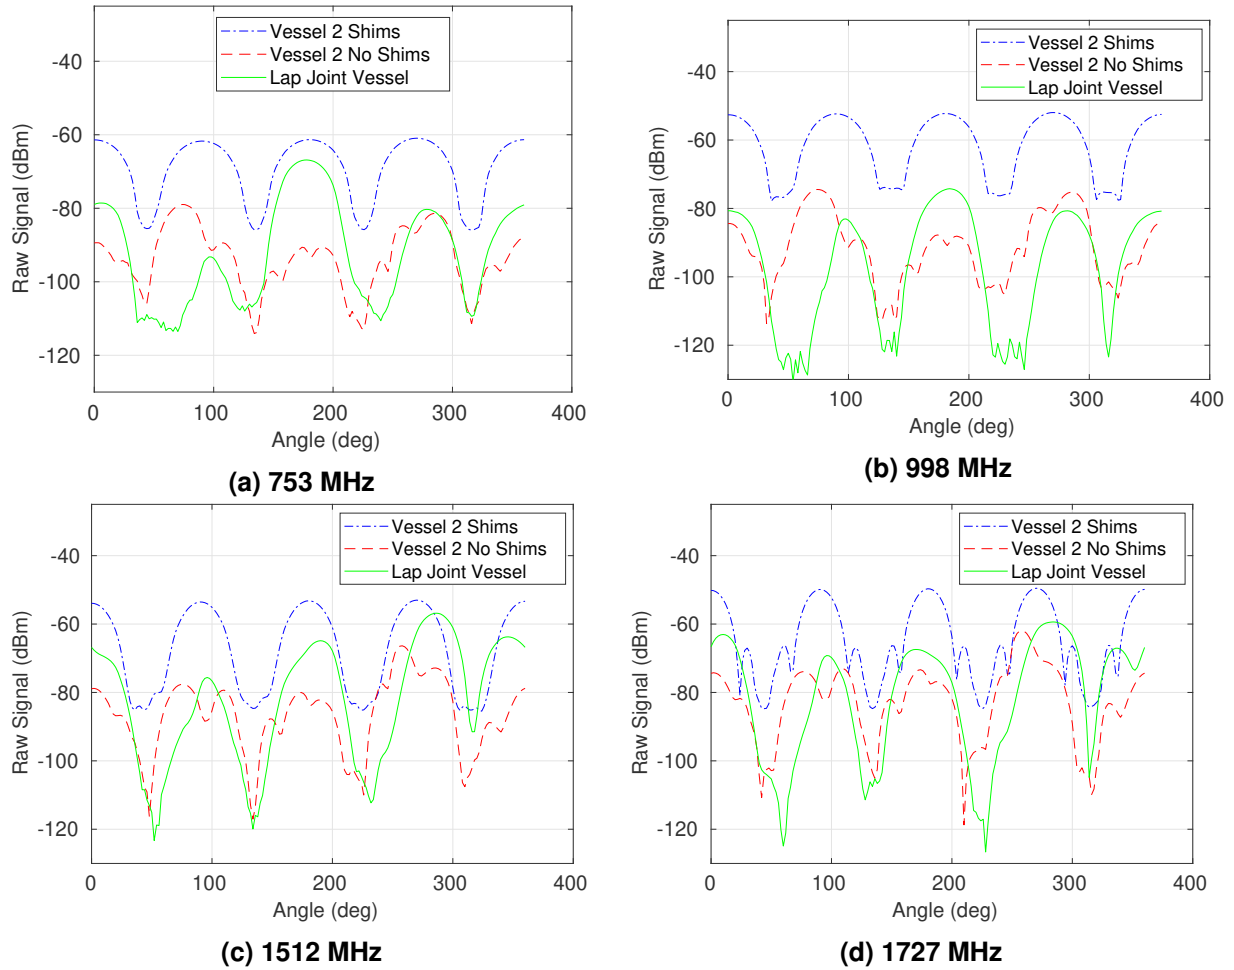 -40
-60
-80
-100
-120
Raw Signal (dBm)
Vessel 2 Shims
Vessel 2 No Shims
Lap Joint Vessel
0 100 200 300 400
Angle (deg)
(a) 753 MHz
-40
-60
-80
-100
-120
Raw Signal (dBm)
Vessel 2 Shims
Vessel 2 No Shims
Lap Joint Vessel
0 100 200 300 400
Angle (deg)
(b) 998 MHz
-40
-60
-80
-100
-120
Raw Signal (dBm)
Vessel 2 Shims
Vessel 2 No Shims
Lap Joint Vessel
0 100 200 300 400
Angle (deg)
(c) 1512 MHz
-40
-60
-80
-100
-120
Raw Signal (dBm)
Vessel 2 Shims
Vessel 2 No Shims
Lap Joint Vessel
0 100 200 300 400
Angle (deg)
(d) 1727 MHz